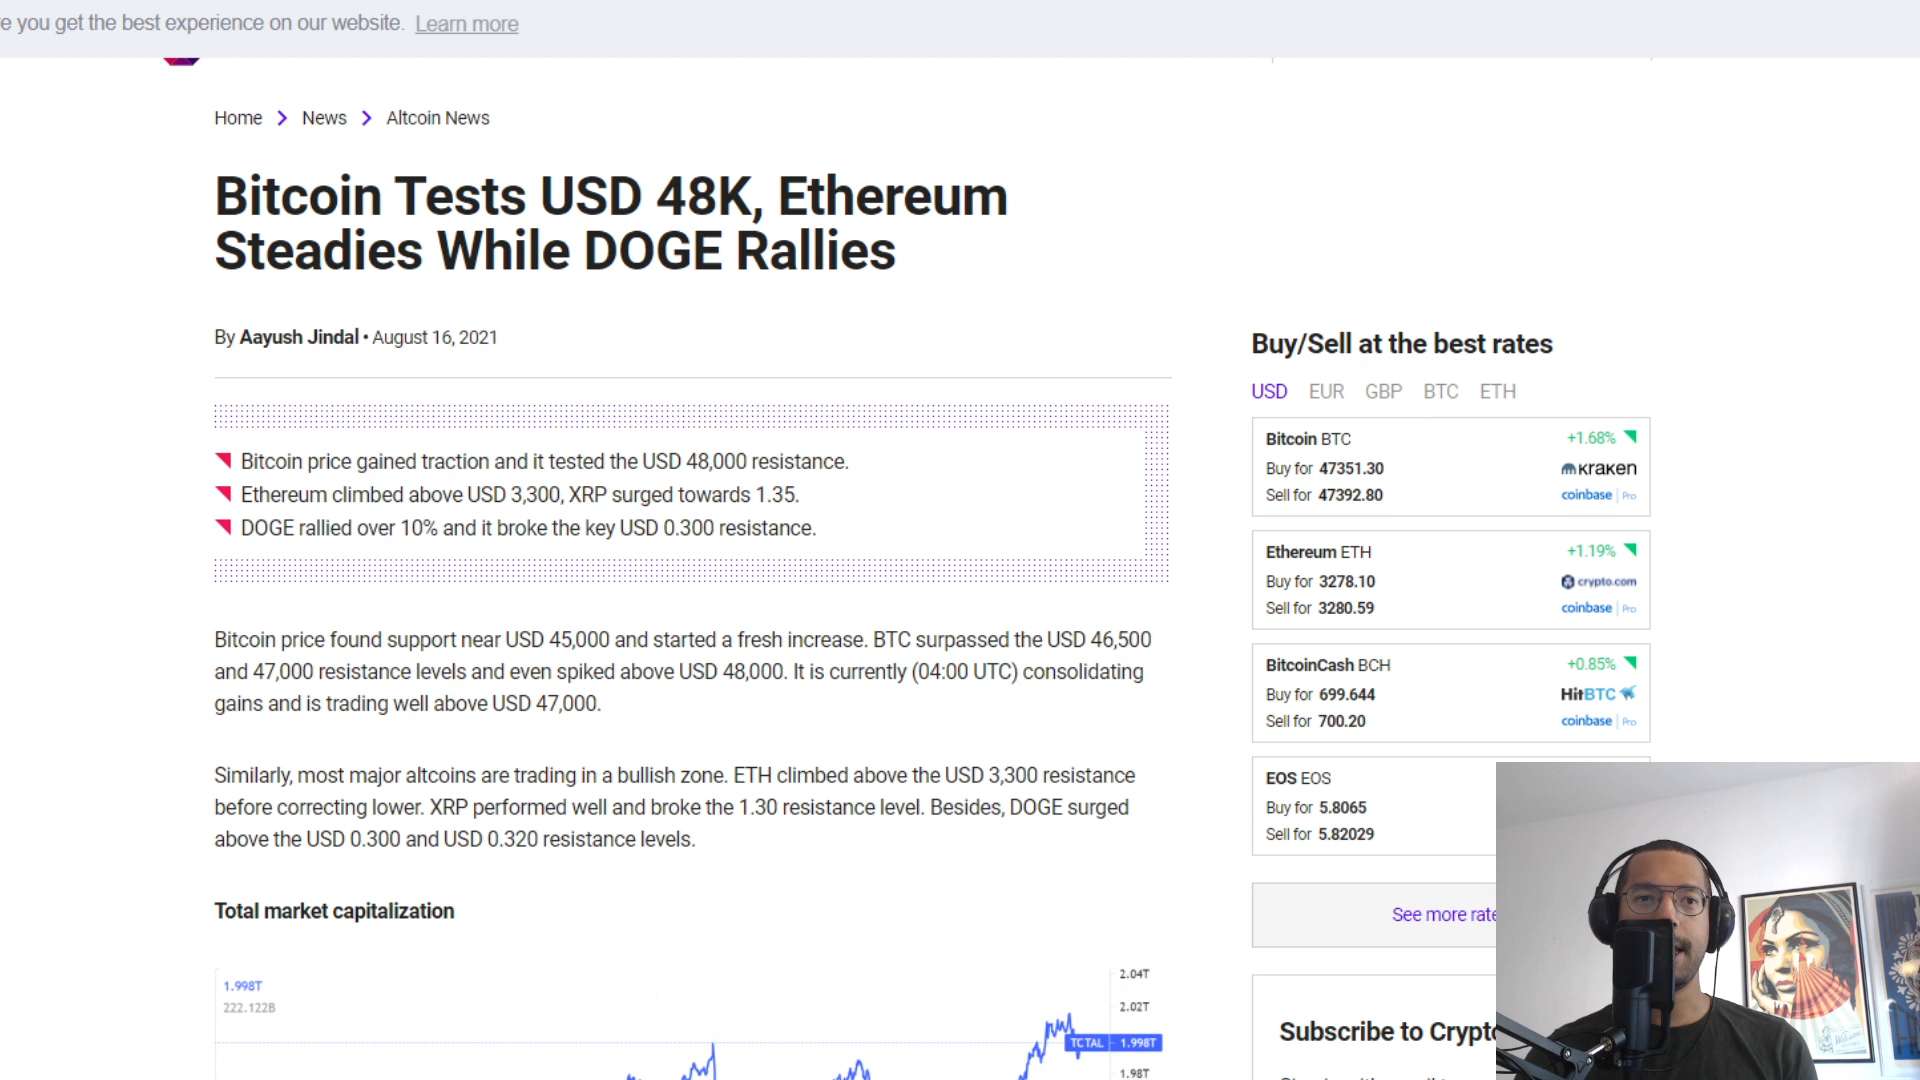 e you get the best experience on our website. Learn more
Home News Altcoin News
Bitcoin Tests USD 48K, Ethereum
Steadies While DOGE Rallies
By Aayush Jindal • August 16, 2021
Bitcoin price gained traction and it tested the USD 48,000 resistance.
Ethereum climbed above USD 3,300, XRP surged towards 1.35.
DOGE rallied over 10% and it broke the key USD 0.300 resistance.
Bitcoin price found support near USD 45,000 and started a fresh increase. BTC surpassed the USD 46,500
and 47,000 resistance levels and even spiked above USD 48,000. It is currently (04:00 UTC) consolidating
gains and is trading well above USD 47,000.
Similarly, most major altcoins are trading in a bullish zone. ETH climbed above the USD 3,300 resistance
before correcting lower. XRP performed well and broke the 1.30 resistance level. Besides, DOGE surged
above the USD 0.300 and USD 0.320 resistance levels.
Total market capitalization
1.998T
222.122B
2.04T
2.02T
TOTAL 1.998T
1.98T
Buy/Sell at the best rates
USD EUR GBP BTC ETH
Bitcoin BTC +1.68%
Buy for 47351.30 kraken
Sell for 47392.80 coinbase Pro
Ethereum ETH +1.19%
Buy for 3278.10 crypto.com
Sell for 3280.59 coinbase Pro
BitcoinCash BCH +0.85%
Buy for 699.644 HitBTC
Sell for 700.20 coinbase Pro
EOS EOS
Buy for 5.8065
Sell for 5.82029
See more rate
Subscribe to Crypto